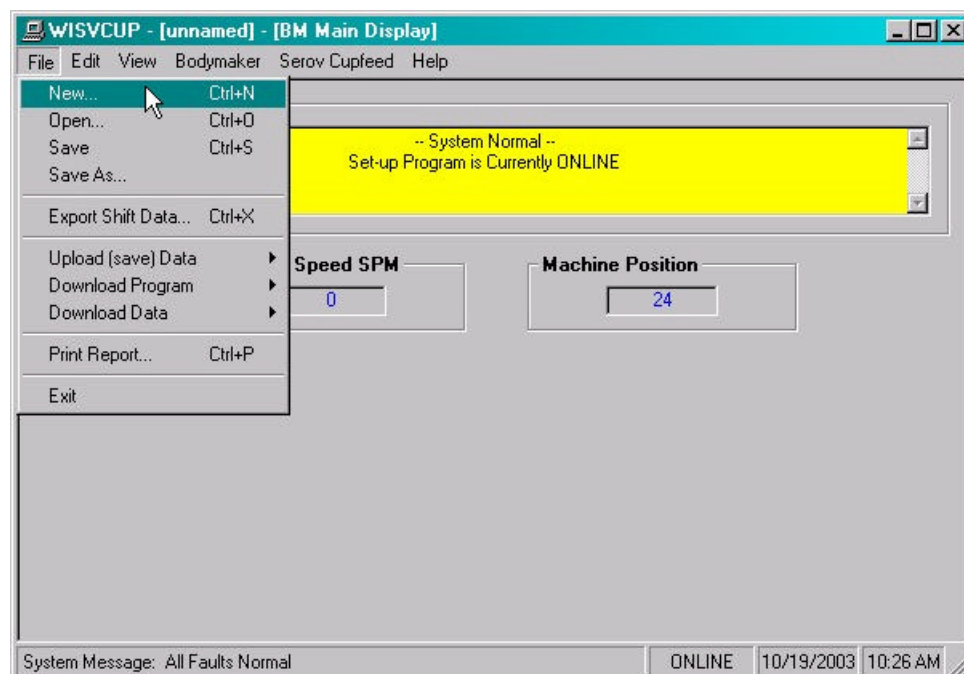 WISVCUP - [unnamed] - [BM Main Display]
File Edit View Bodymaker Serov Cupfeed Help
New... Ctrl+N
Open... Ctrl+O
Save Ctrl+S
Save As...
Export Shift Data... Ctrl+X
Upload (save) Data
Download Program
Download Data
Print Report... Ctrl+P
Exit
-- System Normal --
Set-up Program is Currently ONLINE
Speed SPM
0
Machine Position
24
System Message: All Faults Normal
ONLINE 10/19/2003 10:26 AM